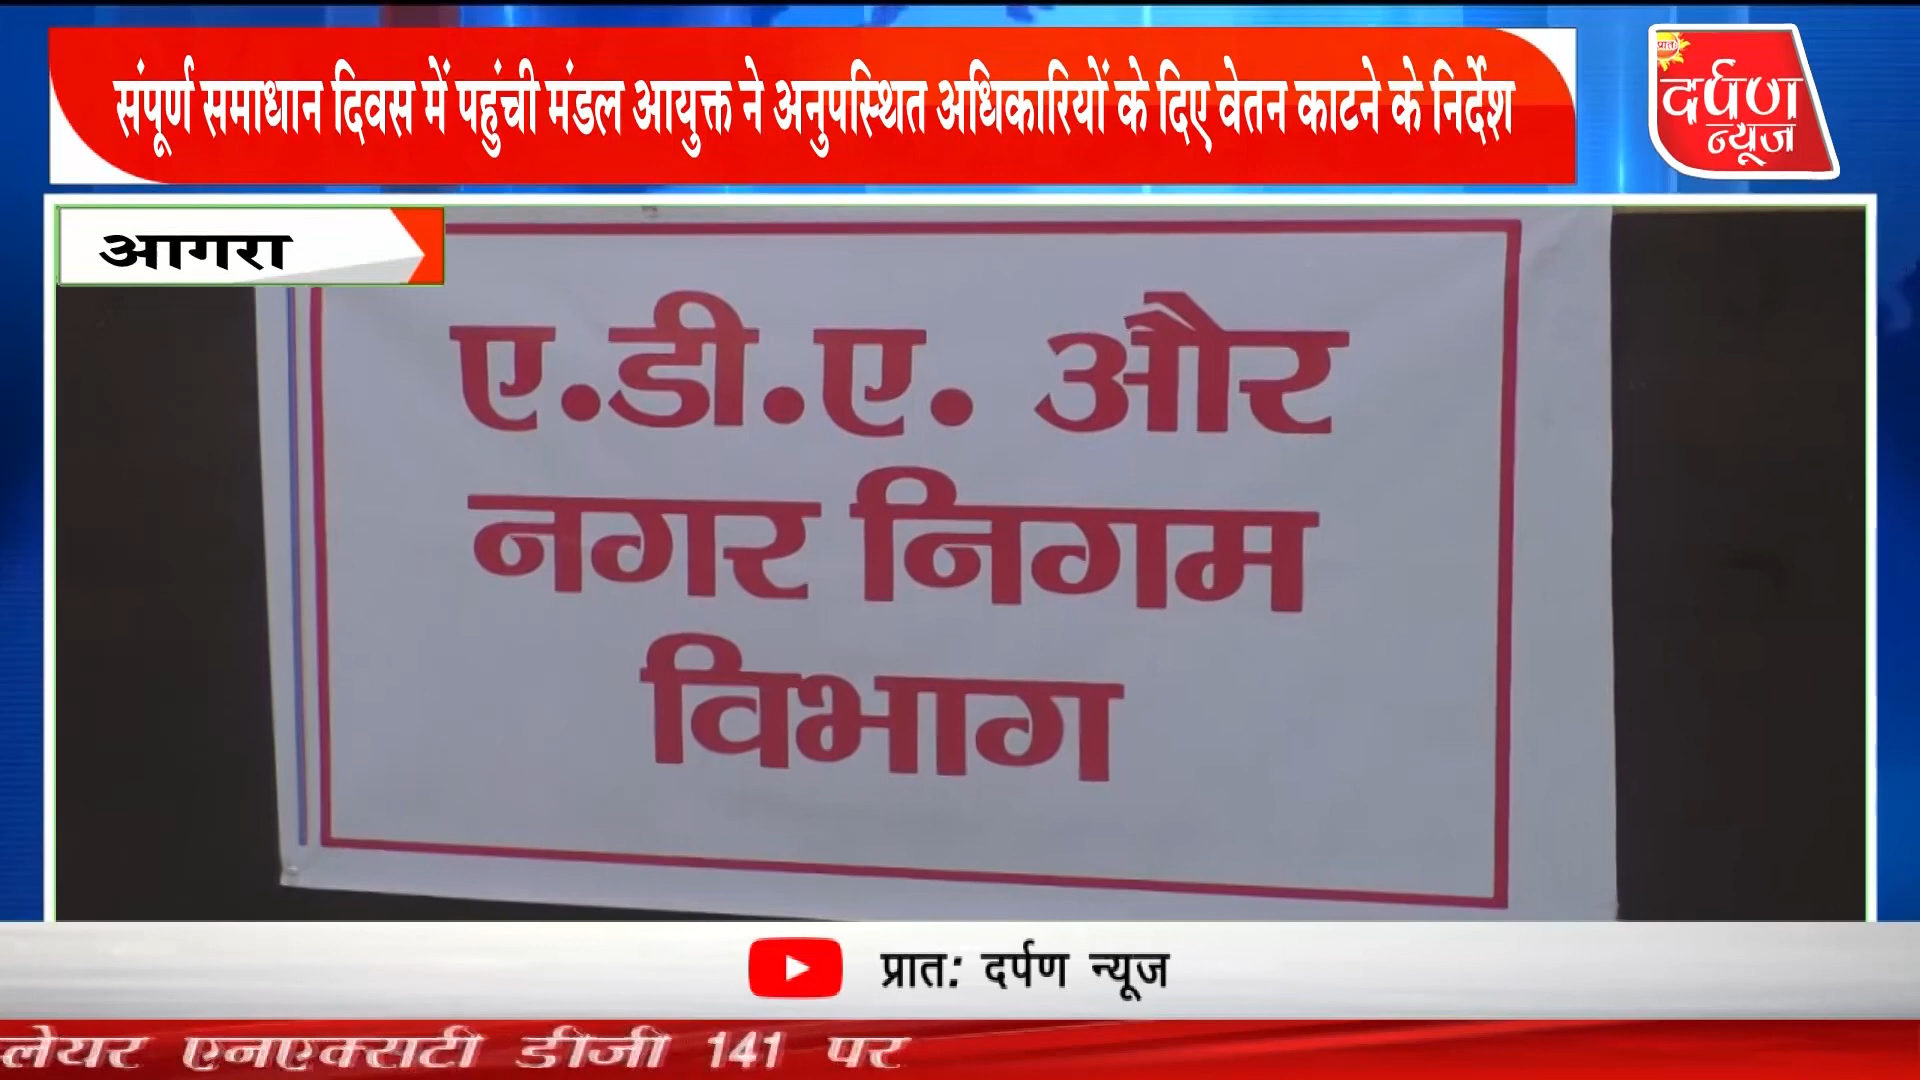 संपूर्ण समाधान दिवस में पहुंची मंडल आयुक्त ने अनुपस्थित अधिकारियों के दिए वेतन काटने के निर्देश
प्रातः
दर्पण
न्यूज
आगरा
ए.डी.ए. और
नगर निगम
विभाग
प्रात: दर्पण न्यूज
लेयर एनएक्सटी डीजी 141 पर